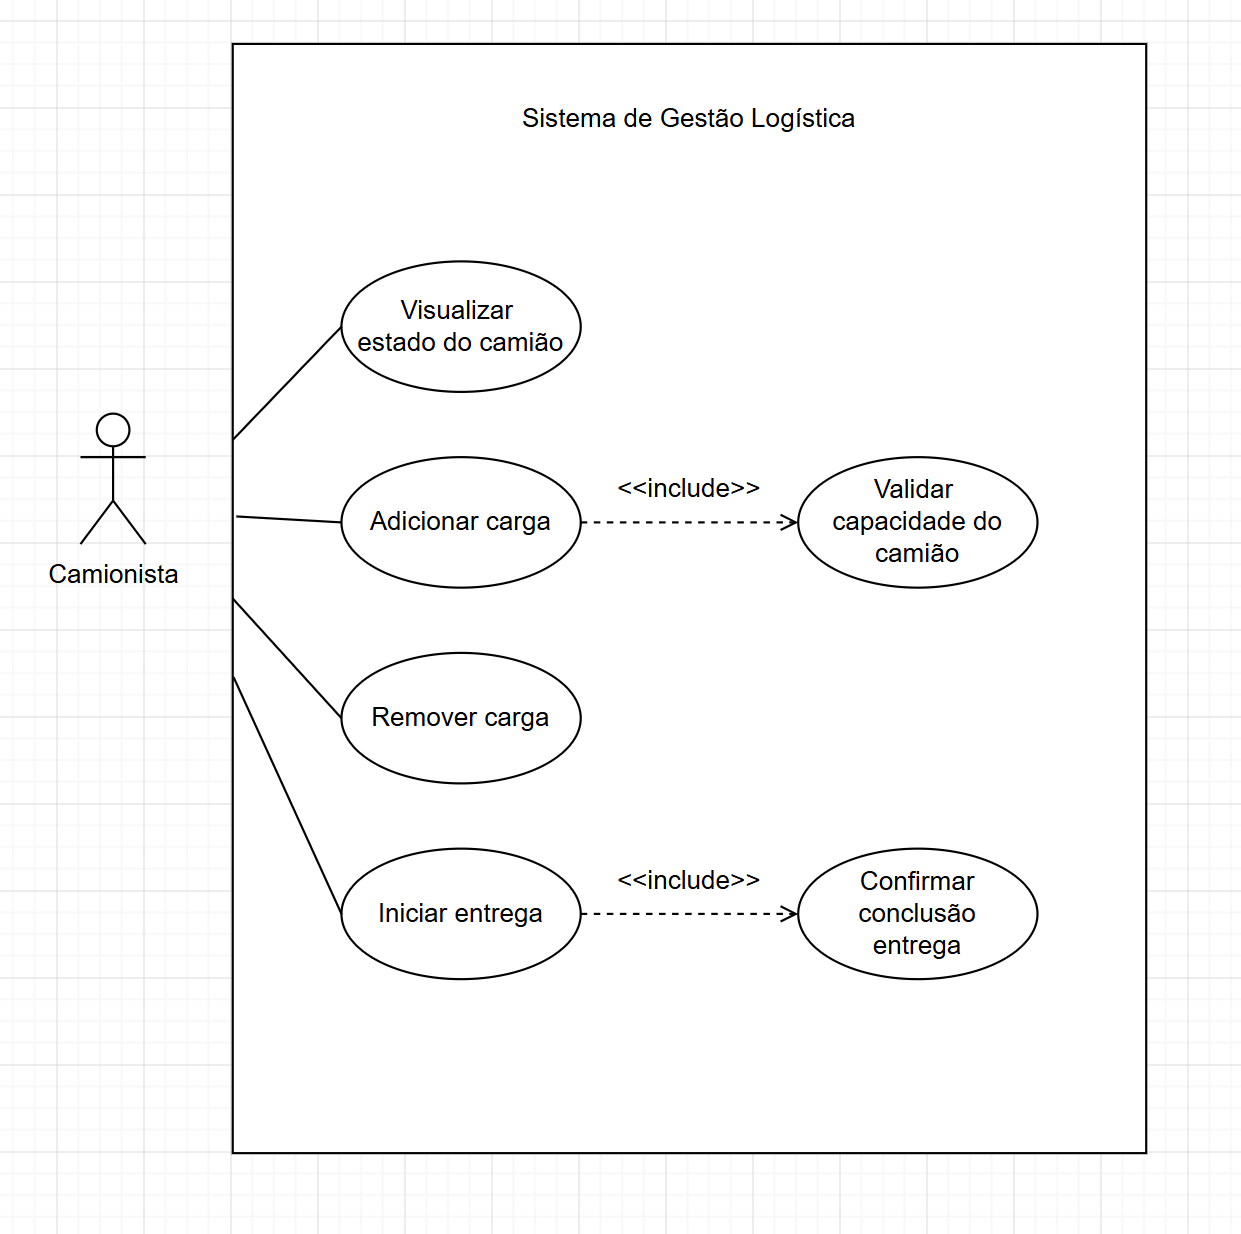 Sistema de Gestão Logística
Visualizar
estado do camião
Camionista
Adicionar carga
<<include>>
Validar
capacidade do
camião
Remover carga
Iniciar entrega
<<include>>
Confirmar
conclusão
entrega